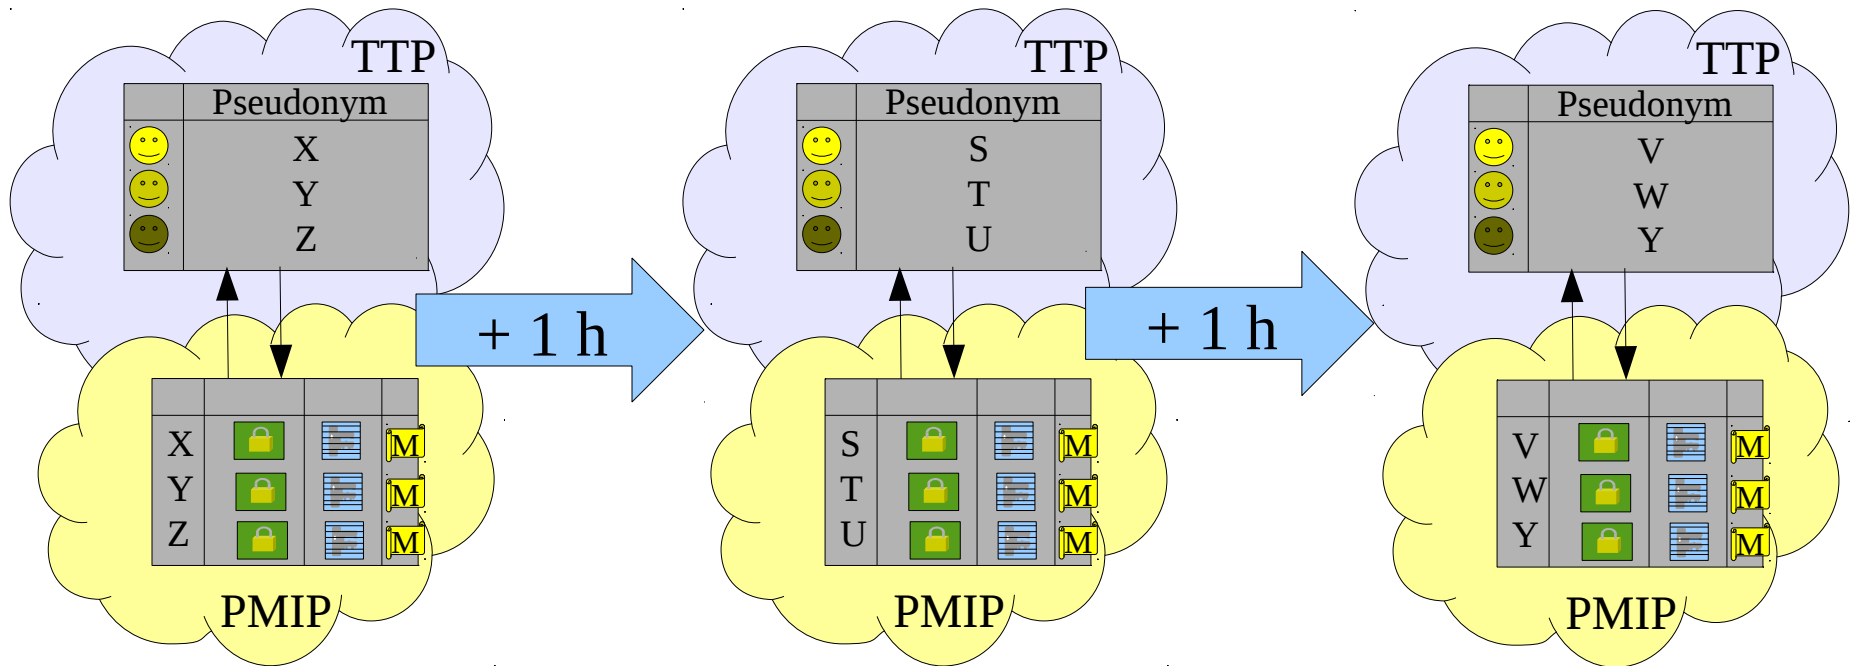 TTP
Pseudonym
X
Y
Z
X M
Y M
Z M
PMIP
+ 1 h
TTP
Pseudonym
S
T
U
S M
T M
U M
PMIP
+ 1 h
TTP
Pseudonym
V
W
Y
V M
W M
Y M
PMIP